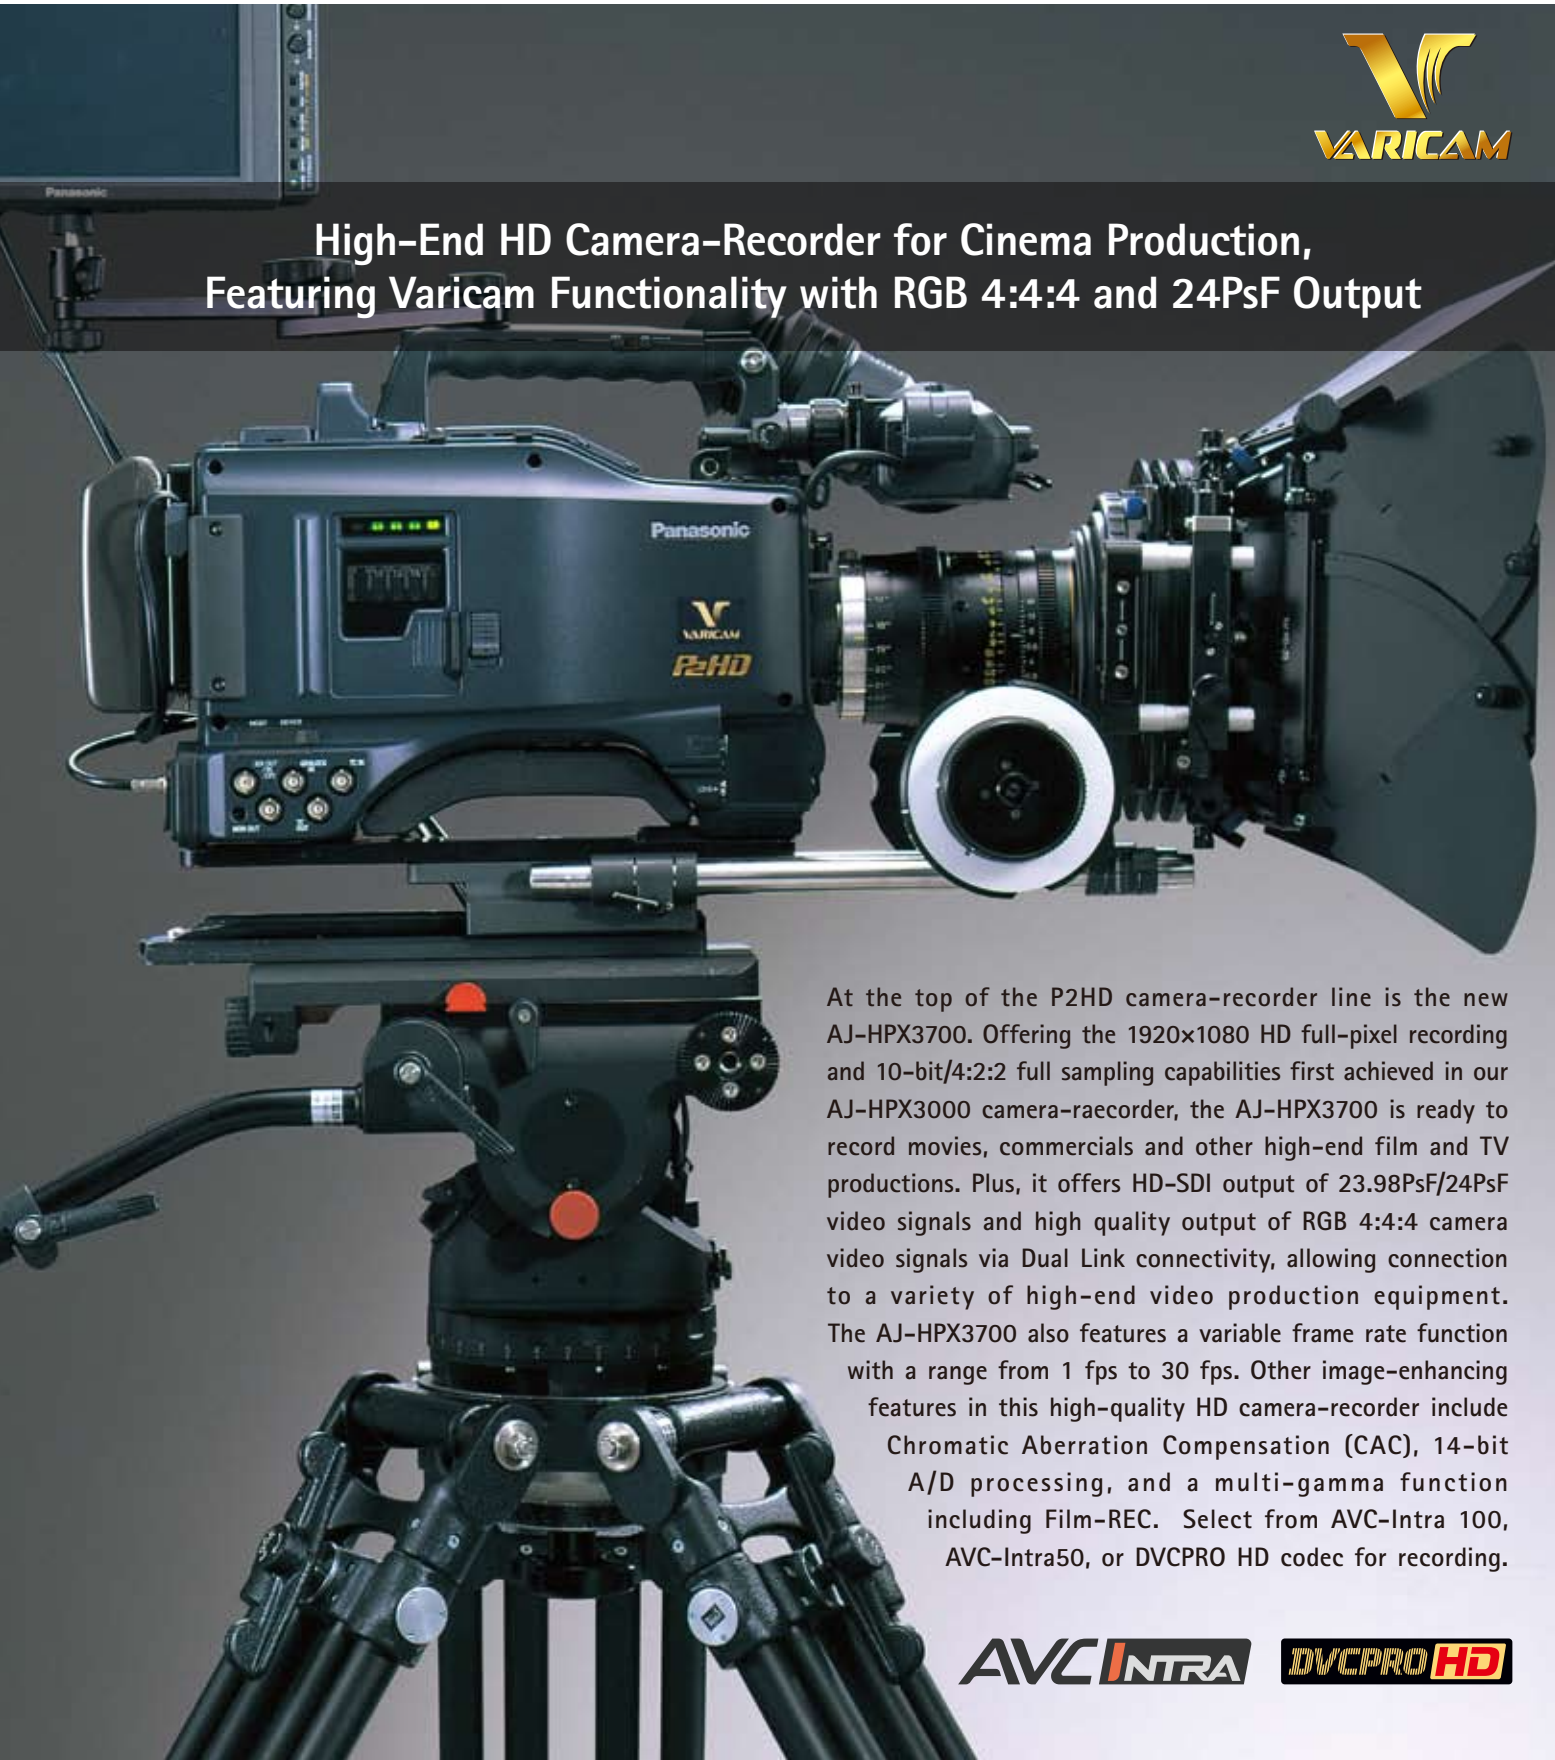 VARICAM
Panasonic
High-End HD Camera-Recorder for Cinema Production,
Featuring Varicam Functionality with RGB 4:4:4 and 24PsF Output
Panasonic
VARICAM
P2HD
GENLOCK
IN
TC IN
MON OUT
TC
OUT
At the top of the P2HD camera-recorder line is the new
AJ-HPX3700. Offering the 1920×1080 HD full-pixel recording
and 10-bit/4:2:2 full sampling capabilities first achieved in our
AJ-HPX3000 camera-raecorder, the AJ-HPX3700 is ready to
record movies, commercials and other high-end film and TV
productions. Plus, it offers HD-SDI output of 23.98PsF/24PsF
video signals and high quality output of RGB 4:4:4 camera
video signals via Dual Link connectivity, allowing connection
to a variety of high-end video production equipment.
The AJ-HPX3700 also features a variable frame rate function
with a range from 1 fps to 30 fps. Other image-enhancing
features in this high-quality HD camera-recorder include
Chromatic Aberration Compensation (CAC), 14-bit
A/D processing, and a multi-gamma function
including Film-REC. Select from AVC-Intra 100,
AVC-Intra50, or DVCPRO HD codec for recording.
AVC INTRA
DVCPRO HD